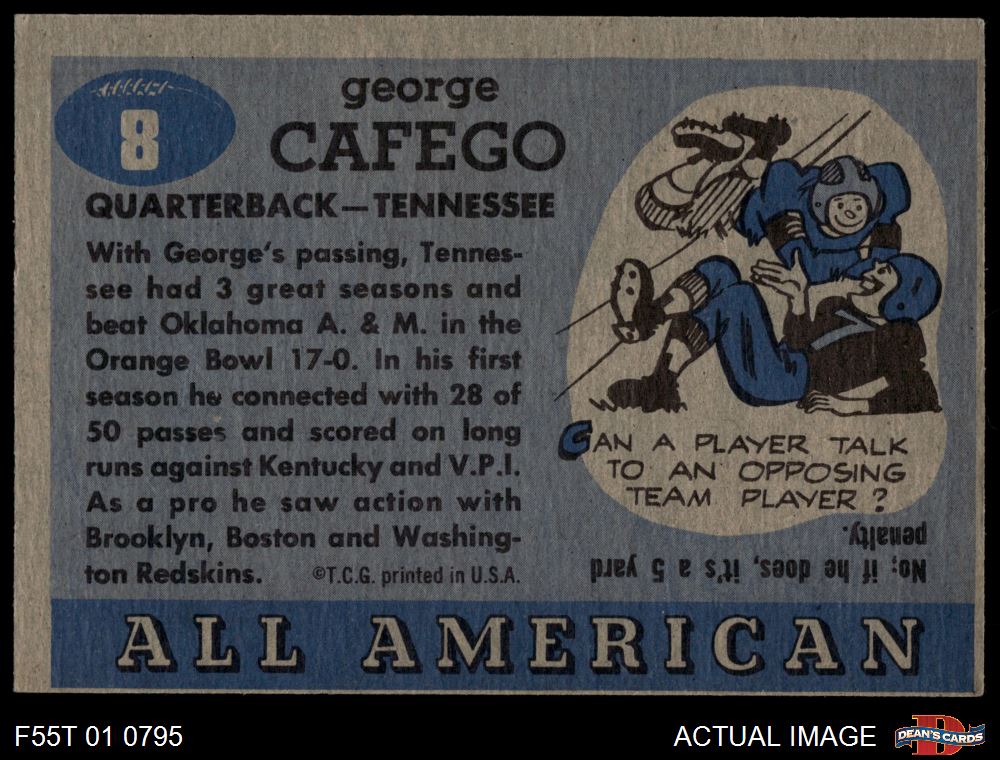 8
george
CAFEGO
QUARTERBACK—TENNESSEE
With George's passing, Tennes-
see had 3 great seasons and
beat Oklahoma A. & M. in the
Orange Bowl 17-0. In his first
season he connected with 28 of
50 passes and scored on long
runs against Kentucky and V.P.I.
As a pro he saw action with
Brooklyn, Boston and Washing-
ton Redskins.
©T.C.G. printed in U.S.A.
CAN A PLAYER TALK
TO AN OPPOSING
TEAM PLAYER?
No; if he does, it's a 5 yard
penalty.
ALL AMERICAN
F55T 01 0795
ACTUAL IMAGE
D
DEAN'S CARDS